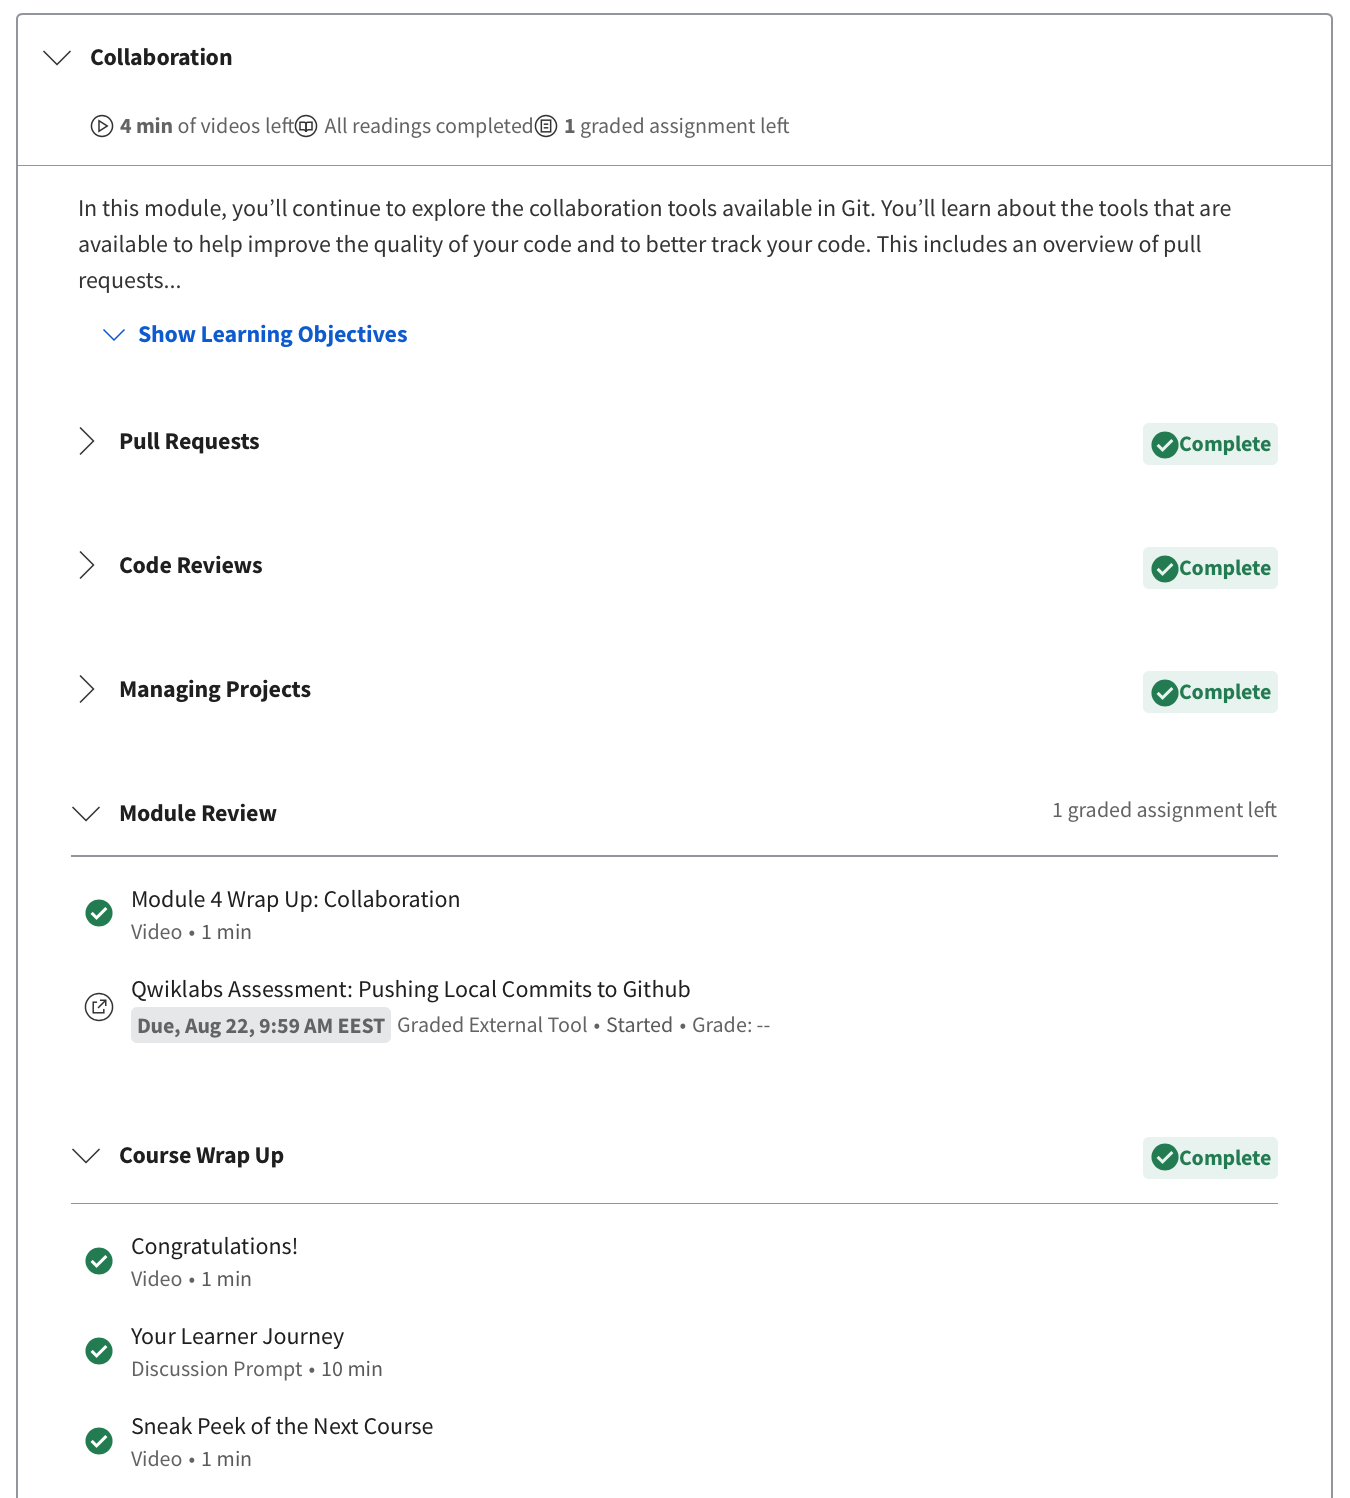 Collaboration
4 min of videos left All readings completed 1 graded assignment left
In this module, you’ll continue to explore the collaboration tools available in Git. You’ll learn about the tools that are
available to help improve the quality of your code and to better track your code. This includes an overview of pull
requests...
Show Learning Objectives
Pull Requests Complete
Code Reviews Complete
Managing Projects Complete
Module Review 1 graded assignment left
Module 4 Wrap Up: Collaboration
Video • 1 min
Qwiklabs Assessment: Pushing Local Commits to Github
Due, Aug 22, 9:59 AM EEST Graded External Tool • Started • Grade: --
Course Wrap Up Complete
Congratulations!
Video • 1 min
Your Learner Journey
Discussion Prompt • 10 min
Sneak Peek of the Next Course
Video • 1 min